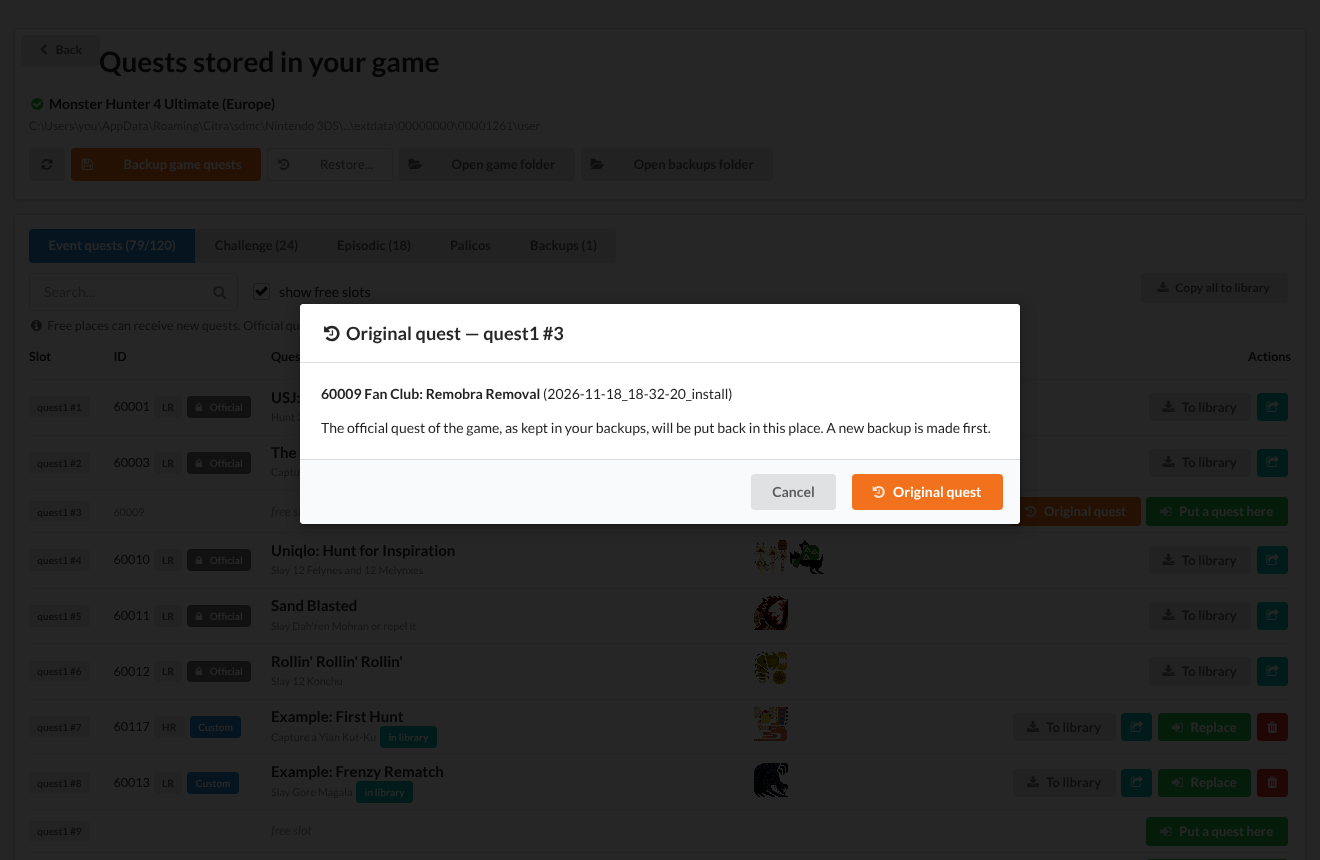 Back
Quests stored in your game
Monster Hunter 4 Ultimate (Europe)
C:\Users\you\AppData\Roaming\Citra\sdmc\Nintendo 3DS\...\extdata\00000000\00001261\user
Backup game quests Restore... Open game folder Open backups folder
Event quests (79/120) Challenge (24) Episodic (18) Palicos Backups (1)
Search... show free slots Copy all to library
Free places can receive new quests. Official qu
Slot ID Ques Actions
Original quest — quest1 #3
60009 Fan Club: Remobra Removal (2026-11-18_18-32-20_install)
The official quest of the game, as kept in your backups, will be put back in this place. A new backup is made first.
Cancel Original quest
quest1 #1 60001 LR Official USJ: To library
Hunt
quest1 #2 60003 LR Official The To library
Captu
quest1 #3 60009 free s Original quest Put a quest here
quest1 #4 60010 LR Official Uniqlo: Hunt for Inspiration To library
Slay 12 Felynes and 12 Melynxes
quest1 #5 60011 LR Official Sand Blasted To library
Slay Dah'ren Mohran or repel it
quest1 #6 60012 LR Official Rollin' Rollin' Rollin' To library
Slay 12 Konchu
quest1 #7 60117 HR Custom Example: First Hunt To library Replace
Capture a Yian Kut-Ku in library
quest1 #8 60013 LR Custom Example: Frenzy Rematch To library Replace
Slay Gore Magala in library
quest1 #9 free slot Put a quest here